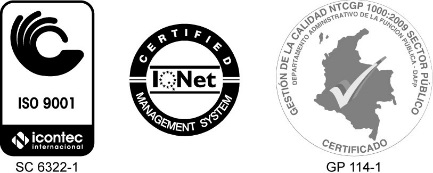 ISO 9001
icontec
internacional
SC 6322-1
CERTIFIED
IQNet
MANAGEMENT SYSTEM
GESTIÓN DE LA CALIDAD NTCGP 1000:2009 SECTOR PÚBLICO
DEPARTAMENTO ADMINISTRATIVO DE LA FUNCIÓN PÚBLICA - DAFP
CERTIFICADO
GP 114-1